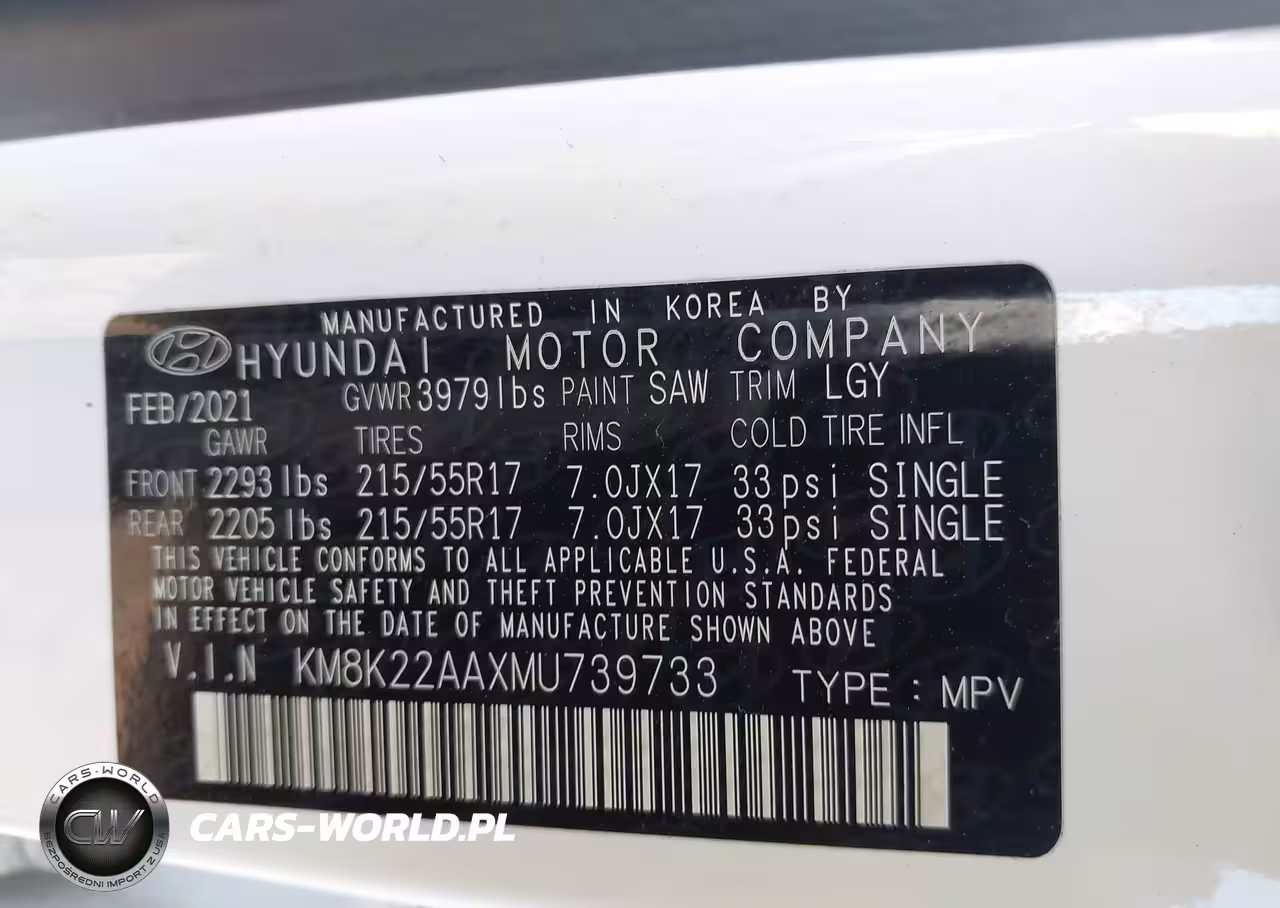 MANUFACTURED IN KOREA BY
HYUNDAI MOTOR COMPANY
FEB/2021 GVWR 3979 lbs PAINT SAW TRIM LGY
GAWR TIRES RIMS COLD TIRE INFL
FRONT 2293 lbs 215/55R17 7.0JX17 33 psi SINGLE
REAR 2205 lbs 215/55R17 7.0JX17 33 psi SINGLE
THIS VEHICLE CONFORMS TO ALL APPLICABLE U.S.A. FEDERAL
MOTOR VEHICLE SAFETY AND THEFT PREVENTION STANDARDS
IN EFFECT ON THE DATE OF MANUFACTURE SHOWN ABOVE
V.I.N KM8K22AAXMU739733 TYPE : MPV
CARS-WORLD
CW
BEZPOŚREDNI IMPORT Z USA
CARS-WORLD.PL